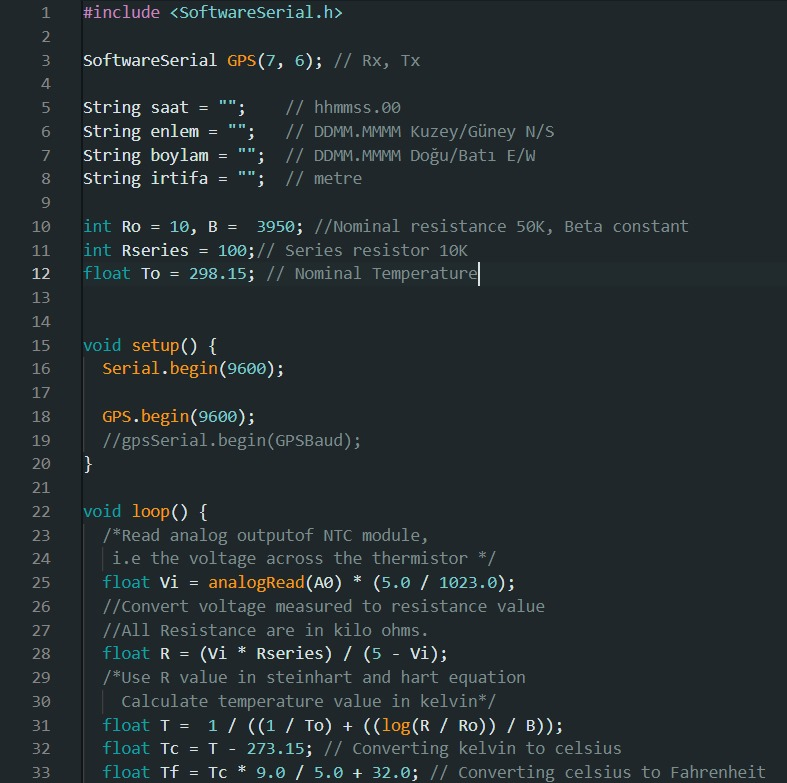 1 #include <SoftwareSerial.h>
2
3 SoftwareSerial GPS(7, 6); // Rx, Tx
4
5 String saat = "";    // hhmmss.00
6 String enlem = "";   // DDMM.MMMM Kuzey/Güney N/S
7 String boylam = "";  // DDMM.MMMM Doğu/Batı E/W
8 String irtifa = "";  // metre
9
10 int Ro = 10, B =  3950; //Nominal resistance 50K, Beta constant
11 int Rseries = 100;// Series resistor 10K
12 float To = 298.15; // Nominal Temperature
13
14
15 void setup() {
16   Serial.begin(9600);
17
18   GPS.begin(9600);
19   //gpsSerial.begin(GPSBaud);
20 }
21
22 void loop() {
23   /*Read analog outputof NTC module,
24    i.e the voltage across the thermistor */
25   float Vi = analogRead(A0) * (5.0 / 1023.0);
26   //Convert voltage measured to resistance value
27   //All Resistance are in kilo ohms.
28   float R = (Vi * Rseries) / (5 - Vi);
29   /*Use R value in steinhart and hart equation
30     Calculate temperature value in kelvin*/
31   float T =  1 / ((1 / To) + ((log(R / Ro)) / B));
32   float Tc = T - 273.15; // Converting kelvin to celsius
33   float Tf = Tc * 9.0 / 5.0 + 32.0; // Converting celsius to Fahrenheit